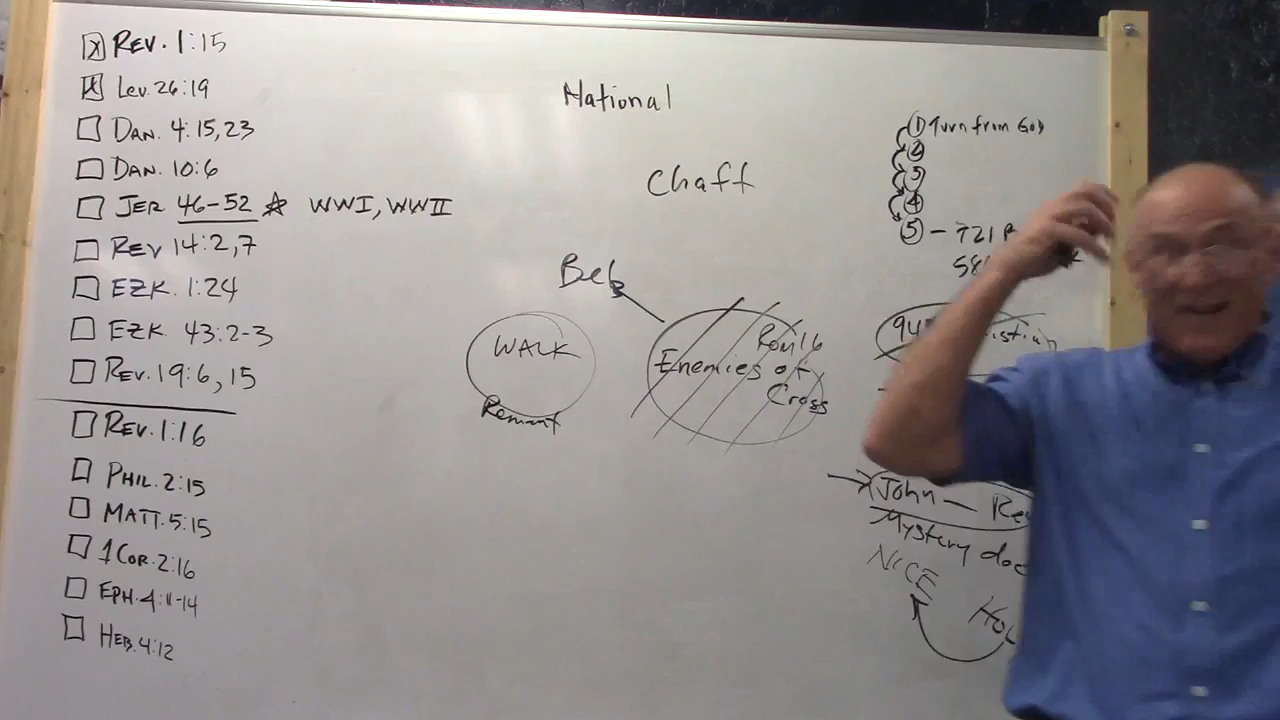 REV. 1:15
Lev. 26:19
DAN. 4:15,23
DAN. 10:6
JER 46-52 ☆ WWI, WWII
REV 14:2,7
EZK. 1:24
EZK. 43:2-3
REV. 19:6, 15
REV. 1:16
PHIL. 2:15
MATT. 5:15
1 COR. 2:16
EPH. 4:11-14
HEB. 4:12
National
Chaff
WALK
Remant
Rom 16
Enemies of
Cross
① Turn from GOD
②
③
④
⑤ - 721
John —
Mystery
NICE